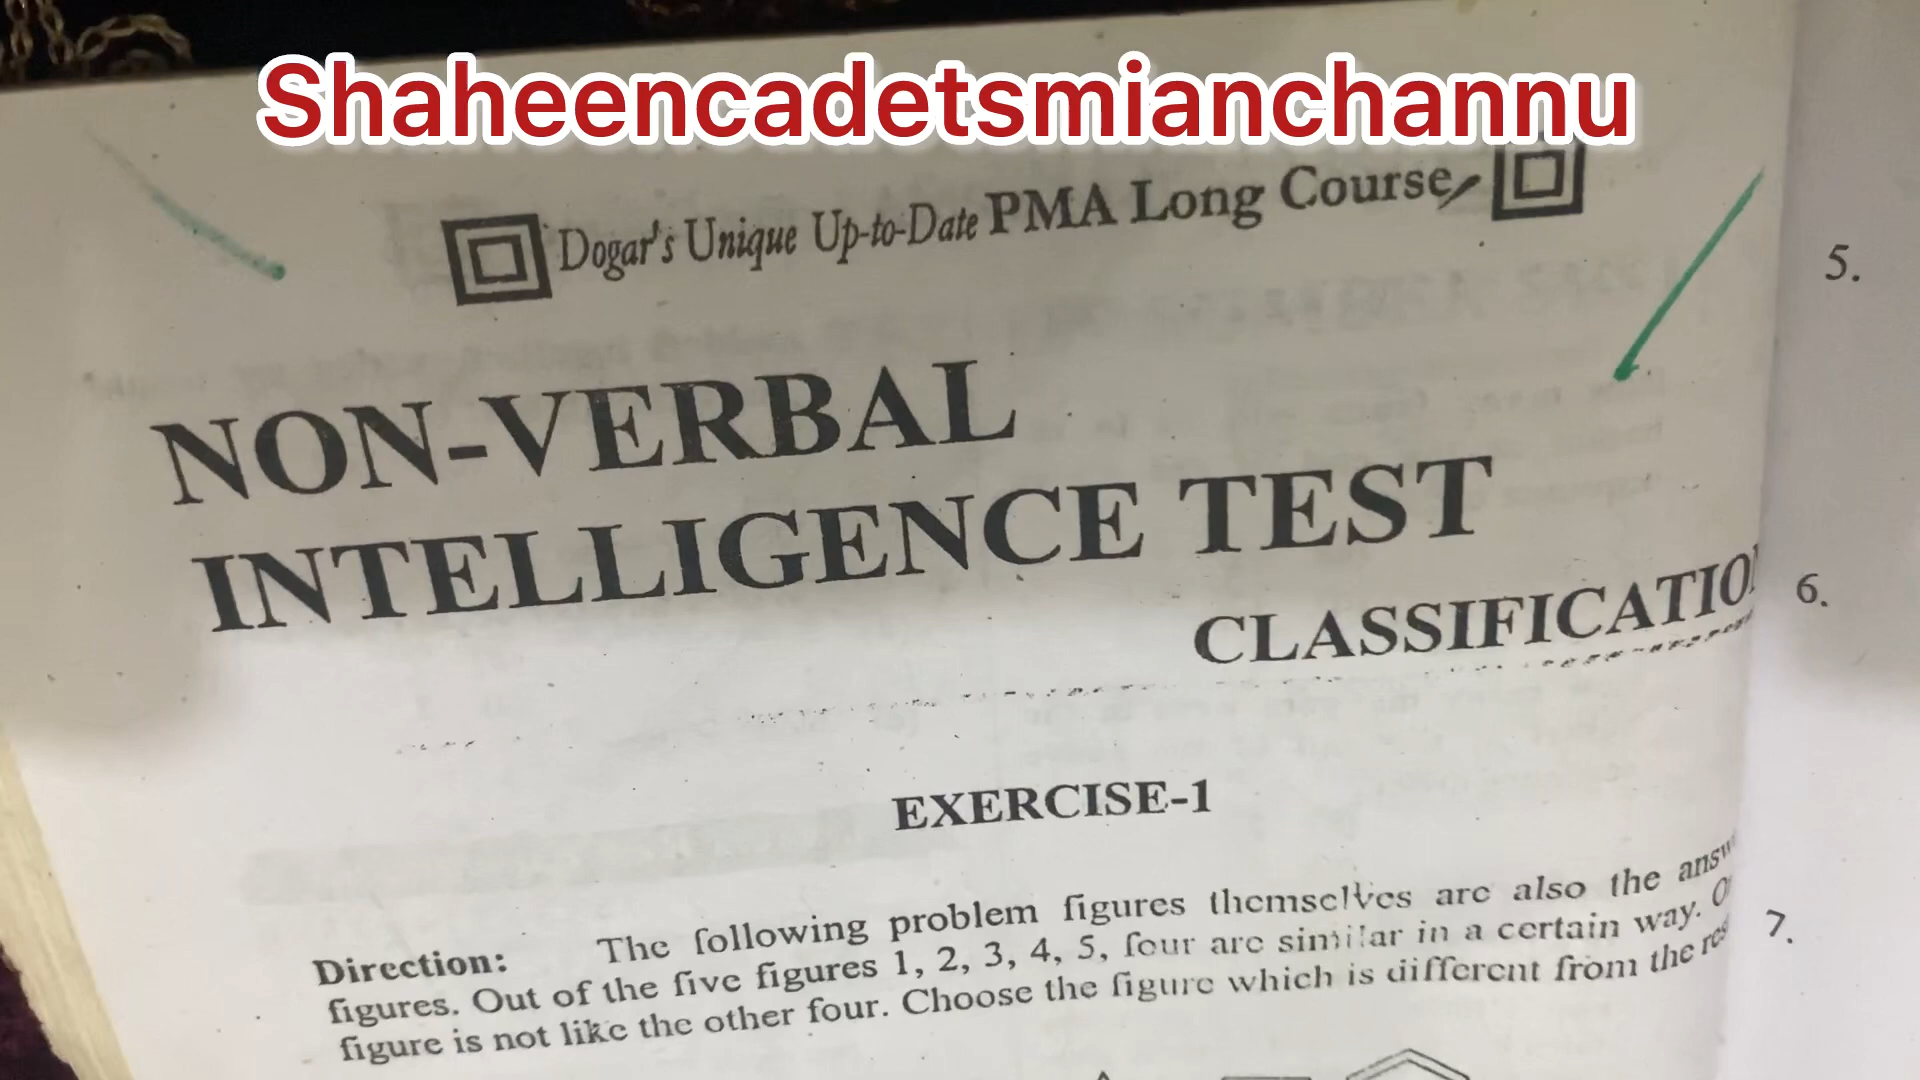 Shaheencadetsmianchannu
Dogar's Unique Up-to-Date PMA Long Course
NON-VERBAL
INTELLIGENCE TEST
CLASSIFICATIO
EXERCISE-1
Direction: The following problem figures themselves are also the answ
figures. Out of the five figures 1, 2, 3, 4, 5, four are similar in a certain way. O
figure is not like the other four. Choose the figure which is different from the res
5.
6.
7.